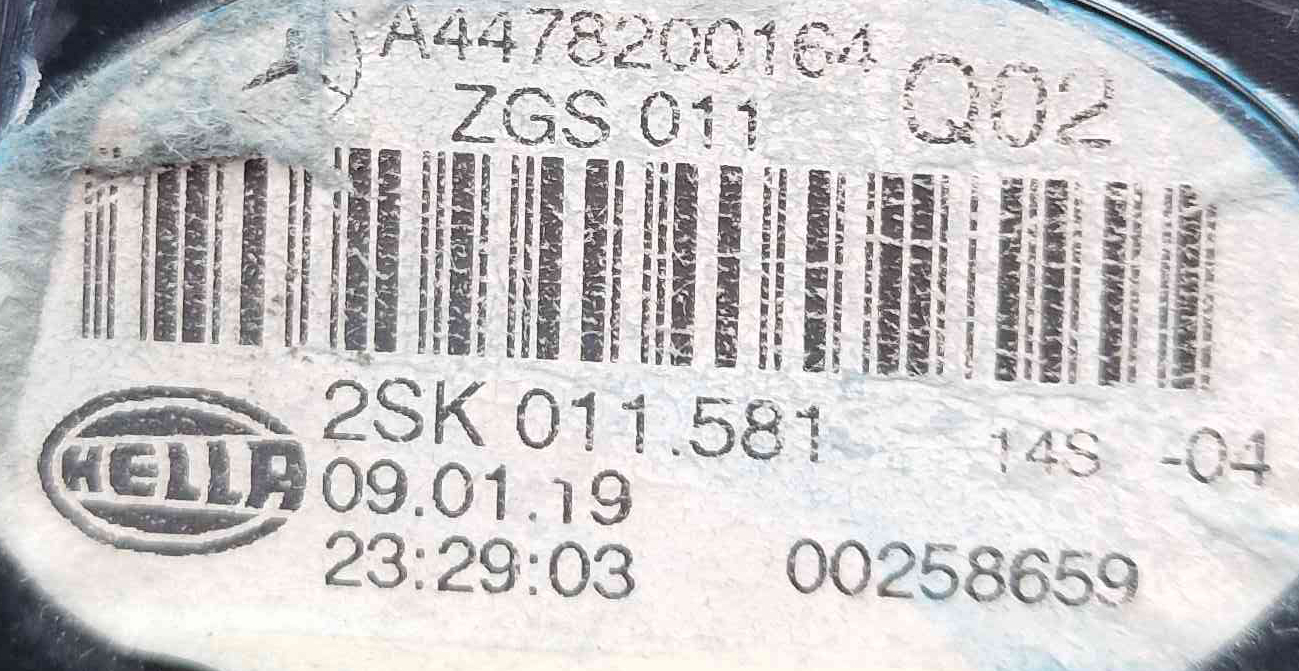 A4478200164
ZGS 011 Q02
2SK 011.581 14S -04
HELLA
09.01.19
23:29:03 00258659